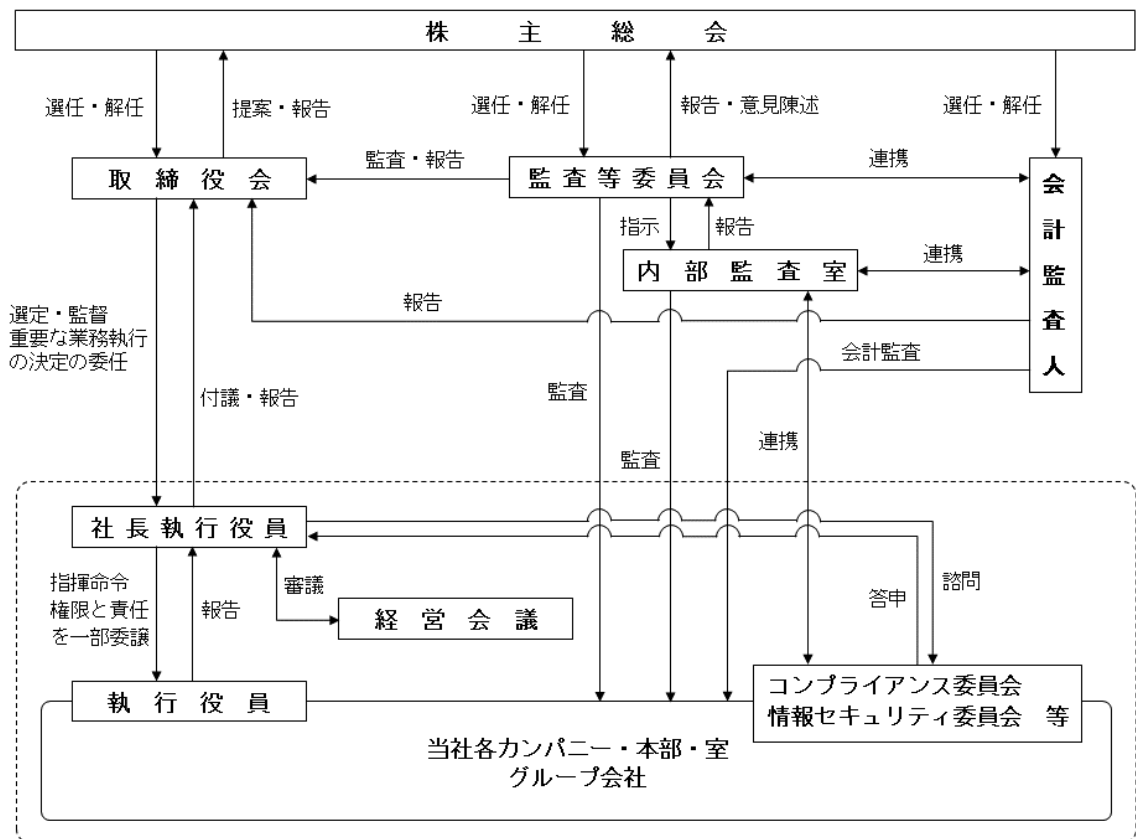 株主総会
選任・解任
提案・報告
選任・解任
報告・意見陳述
選任・解任
取締役会
監査・報告
監査等委員会
連携
会計監査人
指示
報告
内部監査室
連携
選定・監督
重要な業務執行
の決定の委任
報告
会計監査
付議・報告
監査
監査
連携
社長執行役員
指揮命令
権限と責任
を一部委譲
報告
審議
経営会議
答申
諮問
執行役員
コンプライアンス委員会
情報セキュリティ委員会 等
当社各カンパニー・本部・室
グループ会社